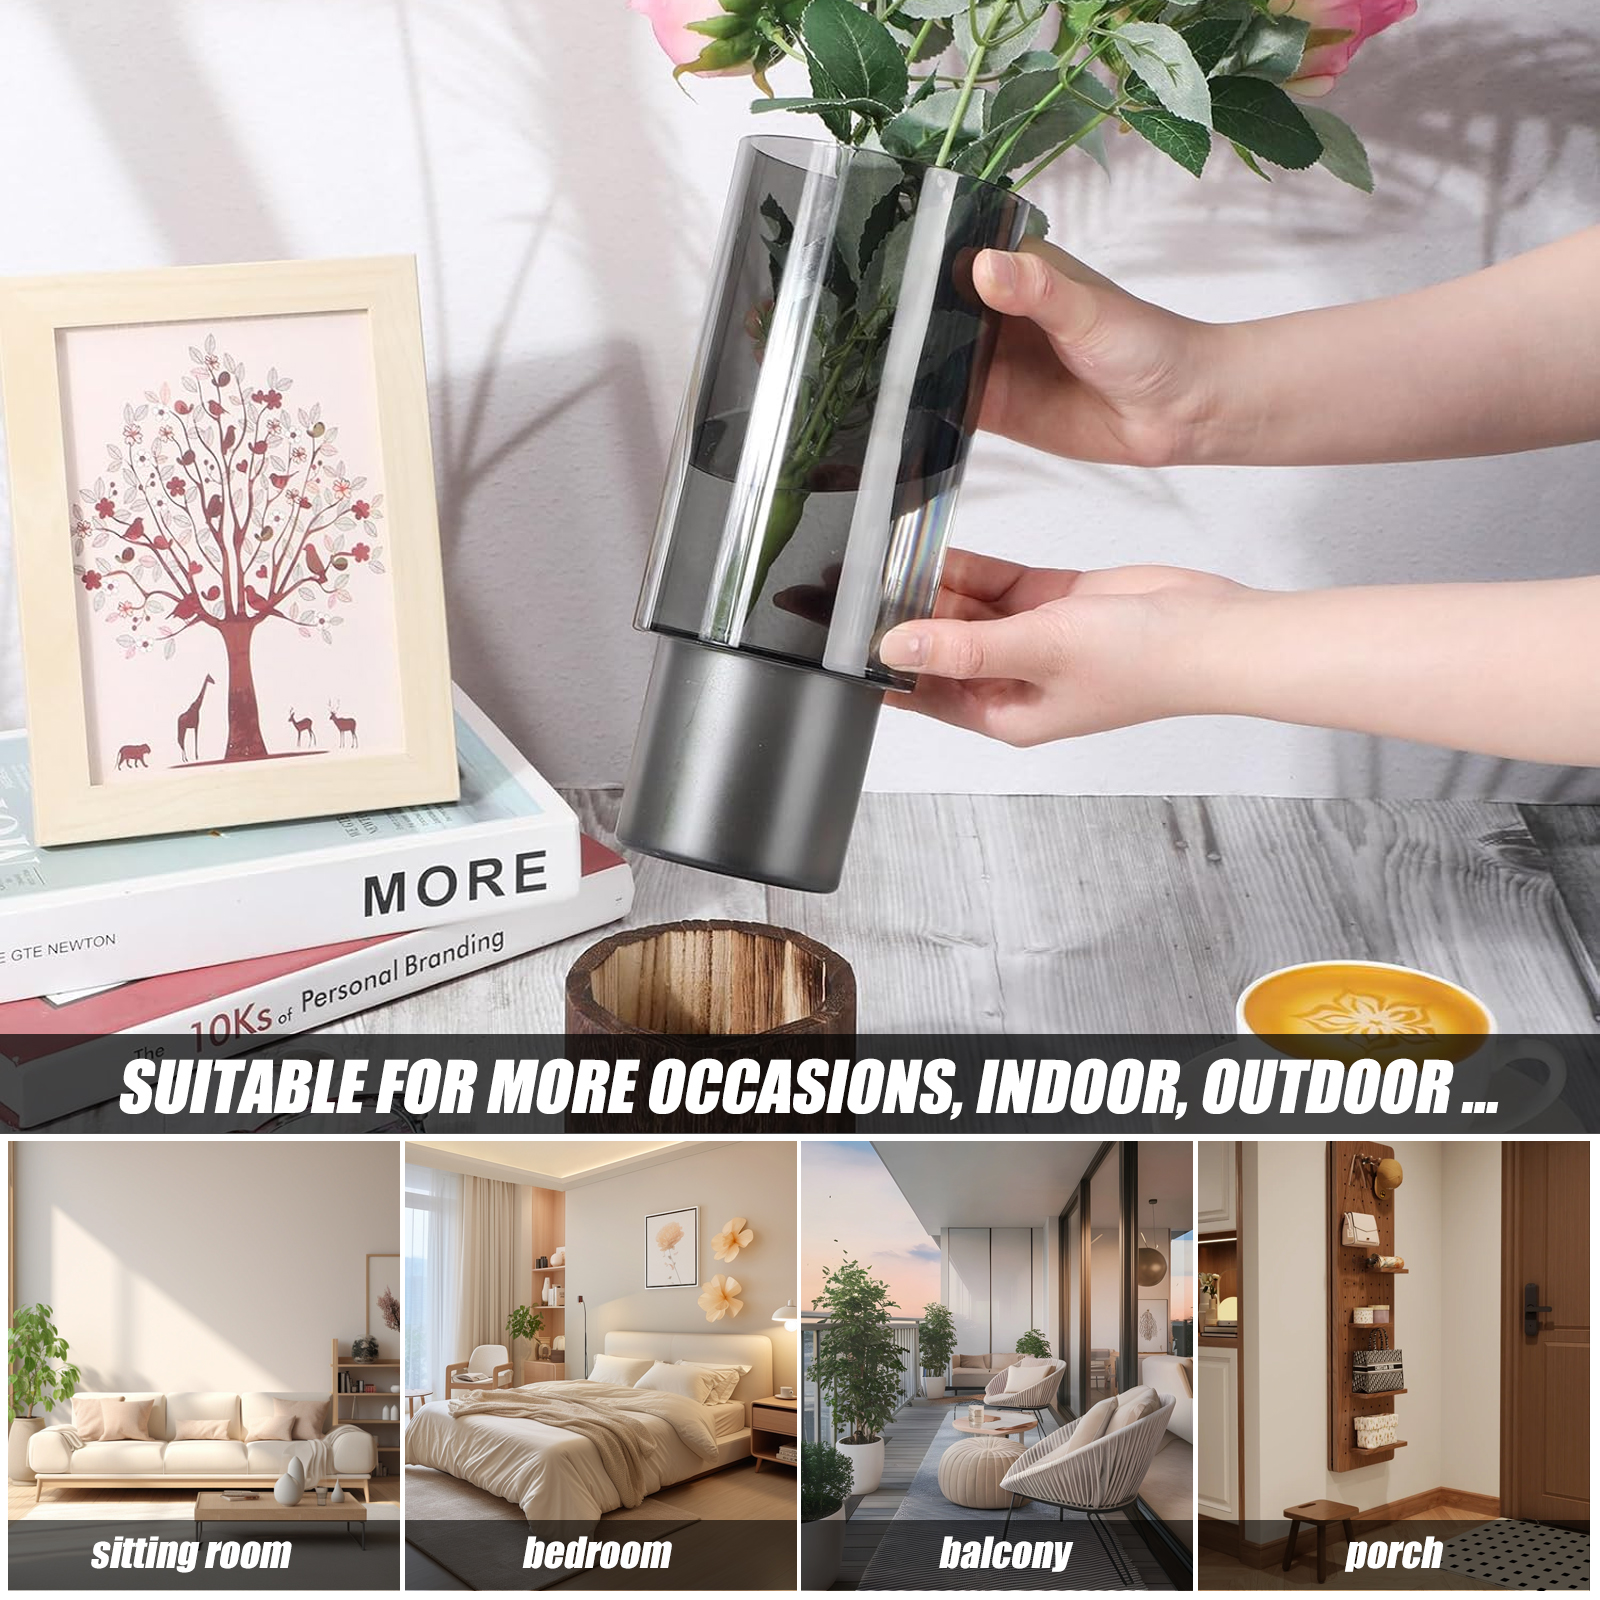 MORE
E GTE NEWTON
The 10Ks of Personal Branding
SUITABLE FOR MORE OCCASIONS, INDOOR, OUTDOOR ...
sitting room
bedroom
balcony
porch